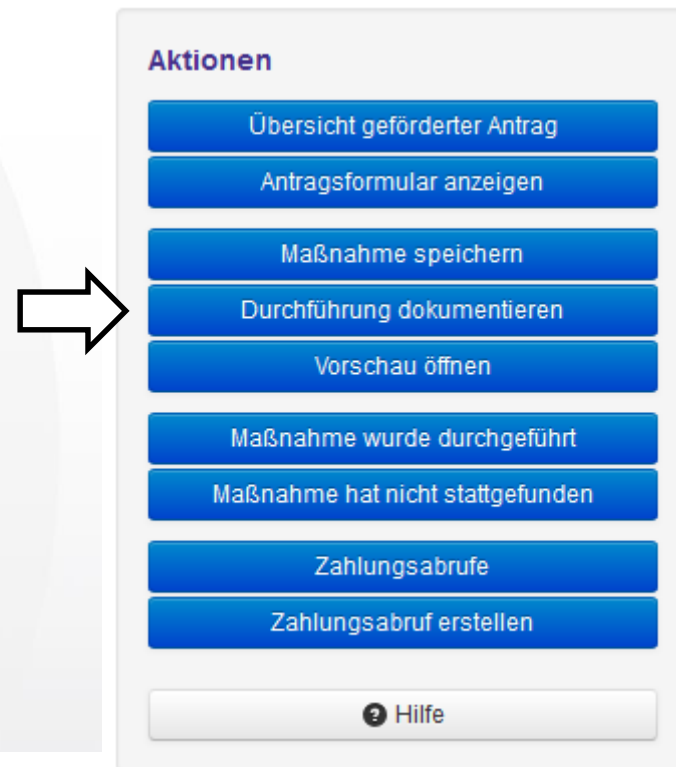 Aktionen
Übersicht geförderter Antrag
Antragsformular anzeigen
Maßnahme speichern
Durchführung dokumentieren
Vorschau öffnen
Maßnahme wurde durchgeführt
Maßnahme hat nicht stattgefunden
Zahlungsabrufe
Zahlungsabruf erstellen
Hilfe